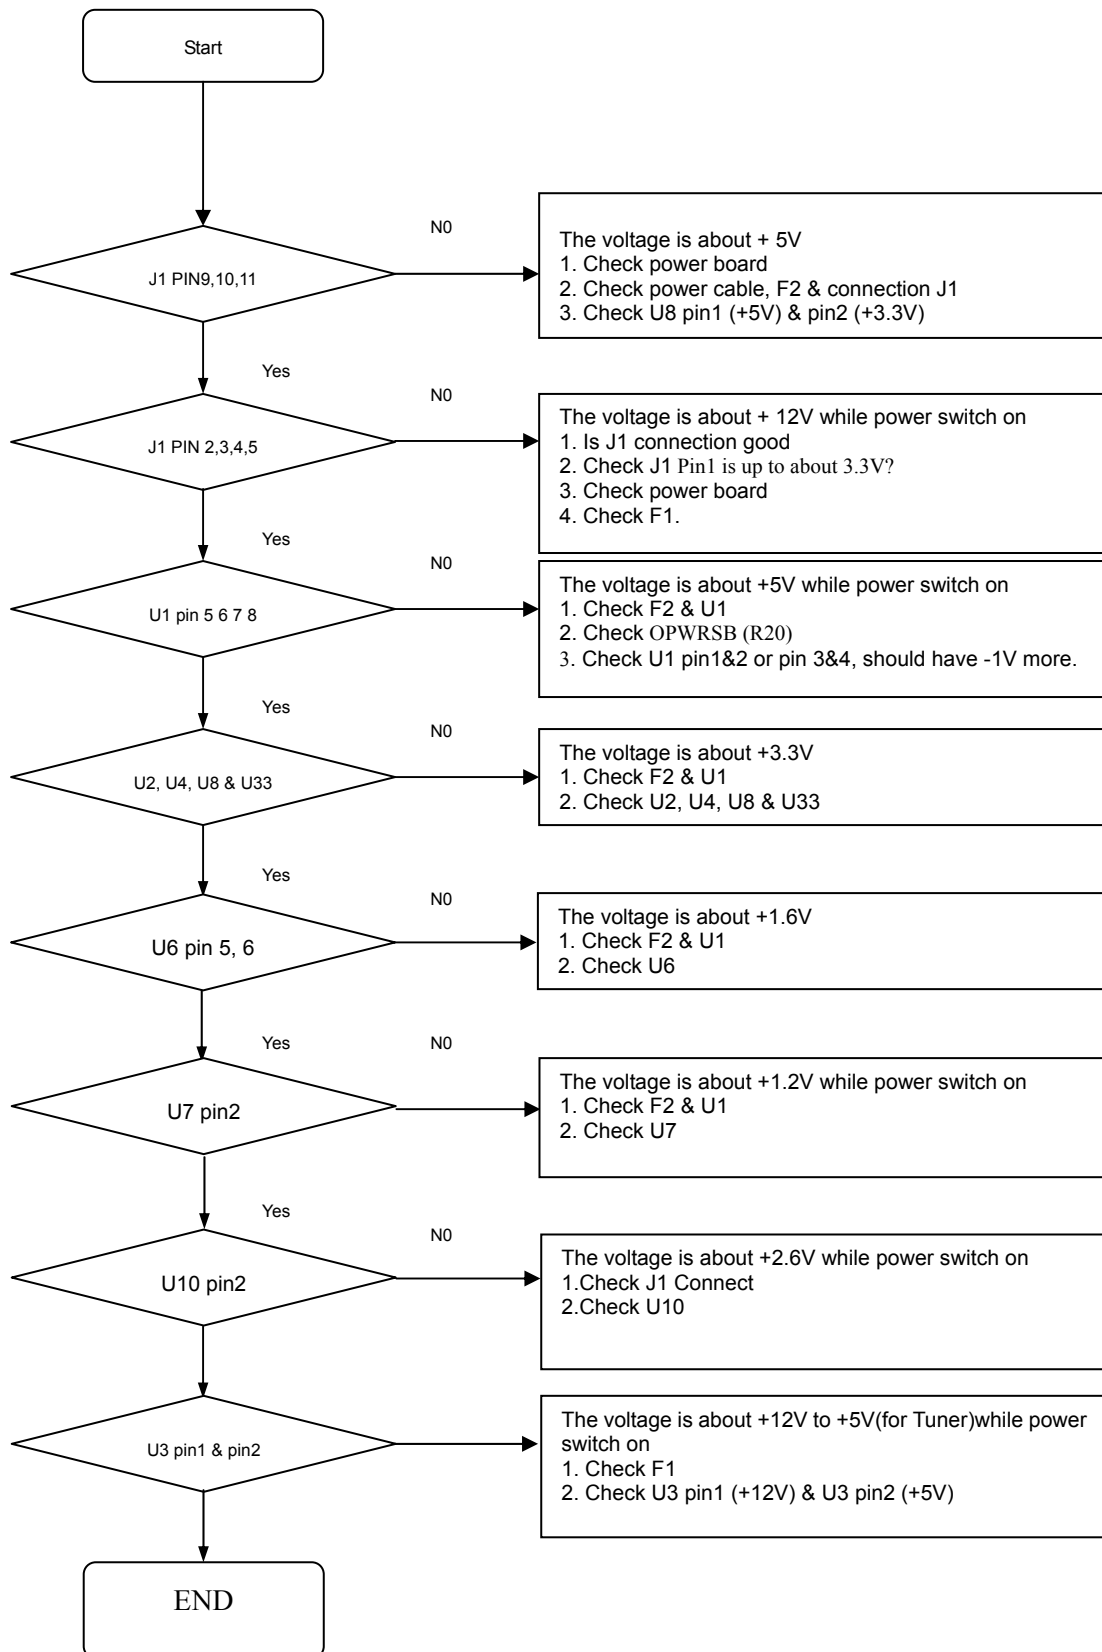 Start
N0
J1 PIN9,10,11
The voltage is about + 5V
1. Check power board
2. Check power cable, F2 & connection J1
3. Check U8 pin1 (+5V) & pin2 (+3.3V)
Yes
N0
J1 PIN 2,3,4,5
The voltage is about + 12V while power switch on
1. Is J1 connection good
2. Check J1 Pin1 is up to about 3.3V?
3. Check power board
4. Check F1.
Yes
N0
U1 pin 5 6 7 8
The voltage is about +5V while power switch on
1. Check F2 & U1
2. Check OPWRSB (R20)
3. Check U1 pin1&2 or pin 3&4, should have -1V more.
Yes
N0
U2, U4, U8 & U33
The voltage is about +3.3V
1. Check F2 & U1
2. Check U2, U4, U8 & U33
Yes
N0
U6 pin 5, 6
The voltage is about +1.6V
1. Check F2 & U1
2. Check U6
Yes
N0
U7 pin2
The voltage is about +1.2V while power switch on
1. Check F2 & U1
2. Check U7
Yes
N0
U10 pin2
The voltage is about +2.6V while power switch on
1.Check J1 Connect
2.Check U10
U3 pin1 & pin2
The voltage is about +12V to +5V(for Tuner)while power
switch on
1. Check F1
2. Check U3 pin1 (+12V) & U3 pin2 (+5V)
END